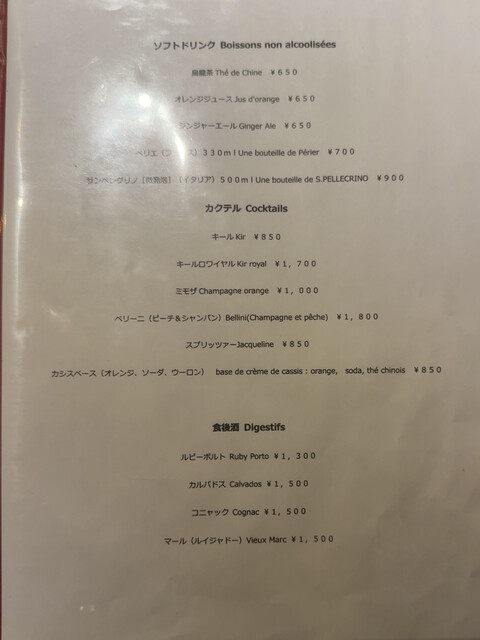 ソフトドリンク Boissons non alcoolisées
烏龍茶 Thé de Chine ￥６５０
オレンジジュース Jus d'orange ￥６５０
ジンジャーエール Ginger Ale ￥６５０
ペリエ（フランス）３３０ｍｌ Une bouteille de Périer ￥７００
サンペレグリノ［微発泡］（イタリア）５００ｍｌ Une bouteille de S.PELLECRINO ￥９００
カクテル Cocktails
キール Kir ￥８５０
キールロワイヤル Kir royal ￥１，７００
ミモザ Champagne orange ￥１，０００
ベリーニ（ピーチ＆シャンパン）Bellini(Champagne et pêche) ￥１，８００
スプリッツァーJacqueline ￥８５０
カシスベース（オレンジ、ソーダ、ウーロン） base de crème de cassis : orange, soda, thé chinois ￥８５０
食後酒 Digestifs
ルビーポルト Ruby Porto ￥１，３００
カルバドス Calvados ￥１，５００
コニャック Cognac ￥１，５００
マール（ルイジャドー）Vieux Marc ￥１，５００